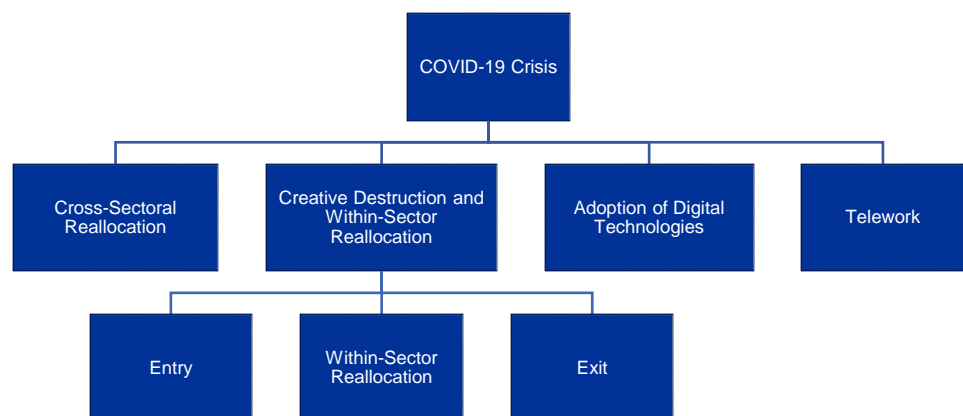 COVID-19 Crisis
Cross-Sectoral
Reallocation
Creative Destruction and
Within-Sector
Reallocation
Adoption of Digital
Technologies
Telework
Entry
Within-Sector
Reallocation
Exit